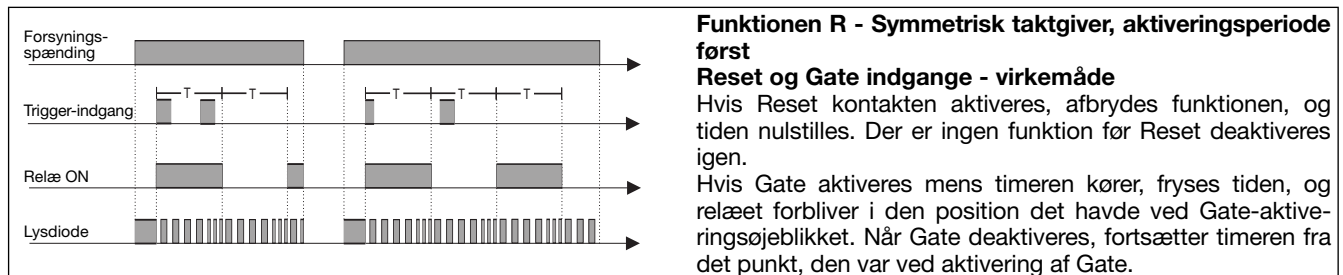 Forsynings-
spænding
Trigger-indgang
T
T
T
T
T
Relæ ON
Lysdiode
Funktionen R - Symmetrisk taktgiver, aktiveringsperiode
først
Reset og Gate indgange - virkemåde
Hvis Reset kontakten aktiveres, afbrydes funktionen, og
tiden nulstilles. Der er ingen funktion før Reset deaktiveres
igen.
Hvis Gate aktiveres mens timeren kører, fryses tiden, og
relæet forbliver i den position det havde ved Gate-aktive-
ringsøjeblikket. Når Gate deaktiveres, fortsætter timeren fra
det punkt, den var ved aktivering af Gate.